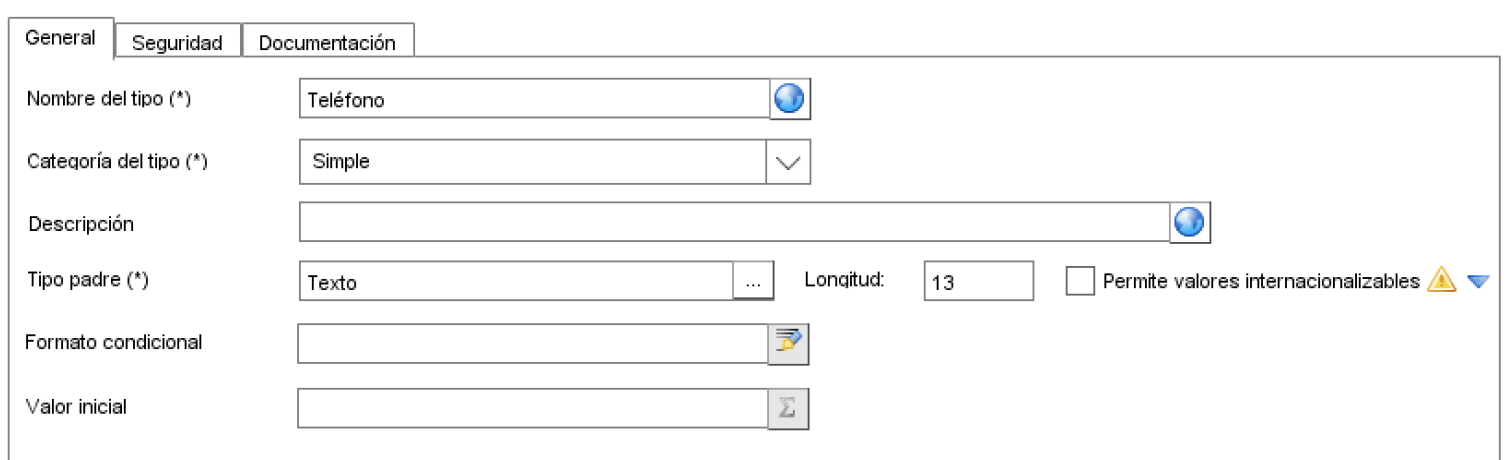 General Seguridad Documentación
Nombre del tipo (*) Teléfono
Categoría del tipo (*) Simple
Descripción
Tipo padre (*) Texto ... Longitud: 13 Permite valores internacionalizables
Formato condicional
Valor inicial Σ